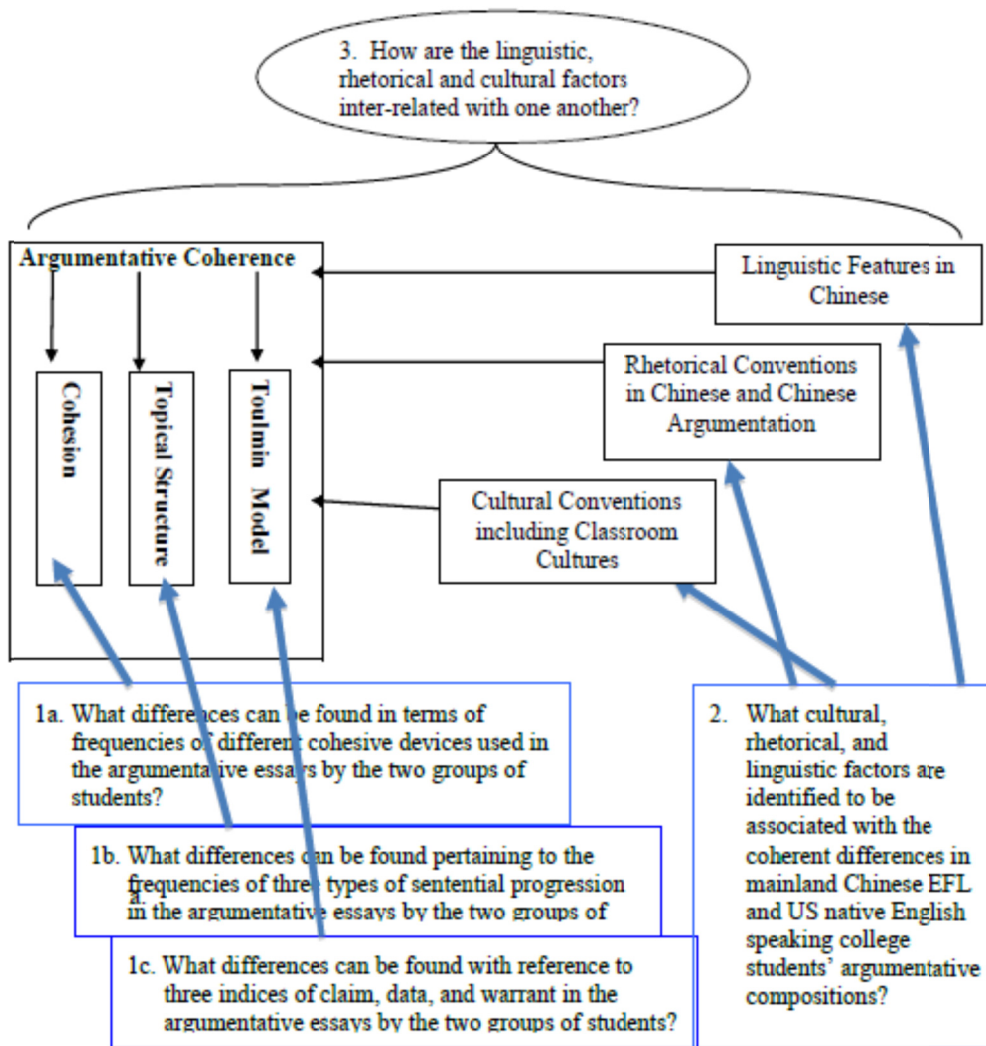 3. How are the linguistic,
rhetorical and cultural factors
inter-related with one another?
Argumentative Coherence
Cohesion
Topical Structure
Toulmin Model
Linguistic Features in
Chinese
Rhetorical Conventions
in Chinese and Chinese
Argumentation
Cultural Conventions
including Classroom
Cultures
1a. What differences can be found in terms of
frequencies of different cohesive devices used in
the argumentative essays by the two groups of
students?
1b. What differences can be found pertaining to the
frequencies of three types of sentential progression
a.
in the argumentative essays by the two groups of
1c. What differences can be found with reference to
three indices of claim, data, and warrant in the
argumentative essays by the two groups of students?
2. What cultural,
rhetorical, and
linguistic factors are
identified to be
associated with the
coherent differences in
mainland Chinese EFL
and US native English
speaking college
students’ argumentative
compositions?